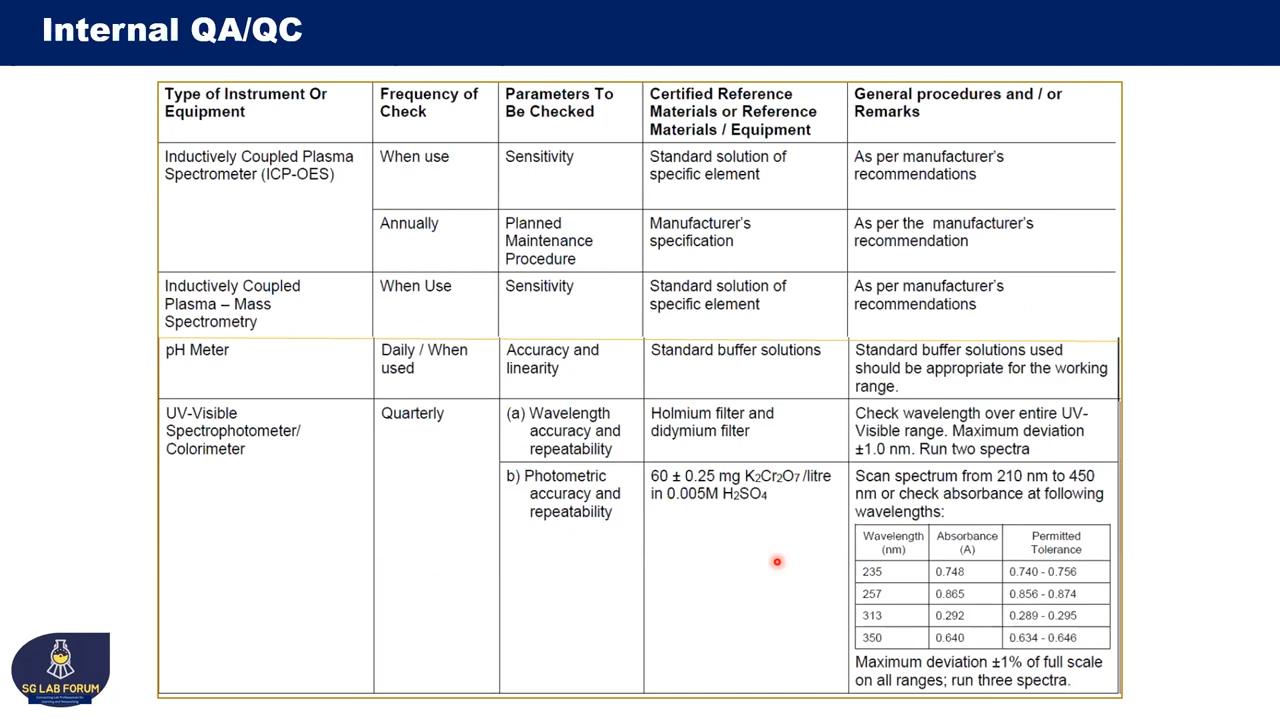 Internal QA/QC
Type of Instrument Or
Equipment
Frequency of
Check
Parameters To
Be Checked
Certified Reference
Materials or Reference
Materials / Equipment
General procedures and / or
Remarks
Inductively Coupled Plasma
Spectrometer (ICP-OES)
When use
Sensitivity
Standard solution of
specific element
As per manufacturer's
recommendations
Annually
Planned
Maintenance
Procedure
Manufacturer's
specification
As per the manufacturer's
recommendation
Inductively Coupled
Plasma – Mass
Spectrometry
When Use
Sensitivity
Standard solution of
specific element
As per manufacturer's
recommendations
pH Meter
Daily / When
used
Accuracy and
linearity
Standard buffer solutions
Standard buffer solutions used
should be appropriate for the working
range.
UV-Visible
Spectrophotometer/
Colorimeter
Quarterly
(a) Wavelength
accuracy and
repeatability
Holmium filter and
didymium filter
Check wavelength over entire UV-
Visible range. Maximum deviation
±1.0 nm. Run two spectra
b) Photometric
accuracy and
repeatability
60 ± 0.25 mg K₂Cr₂O₇ /litre
in 0.005M H₂SO₄
Scan spectrum from 210 nm to 450
nm or check absorbance at following
wavelengths:
Wavelength
(nm)
Absorbance
(A)
Permitted
Tolerance
235 0.748 0.740 - 0.756
257 0.865 0.856 - 0.874
313 0.292 0.289 - 0.295
350 0.640 0.634 - 0.646
Maximum deviation ±1% of full scale
on all ranges; run three spectra.
SG LAB FORUM
Connecting Lab Professionals for
Learning and Networking